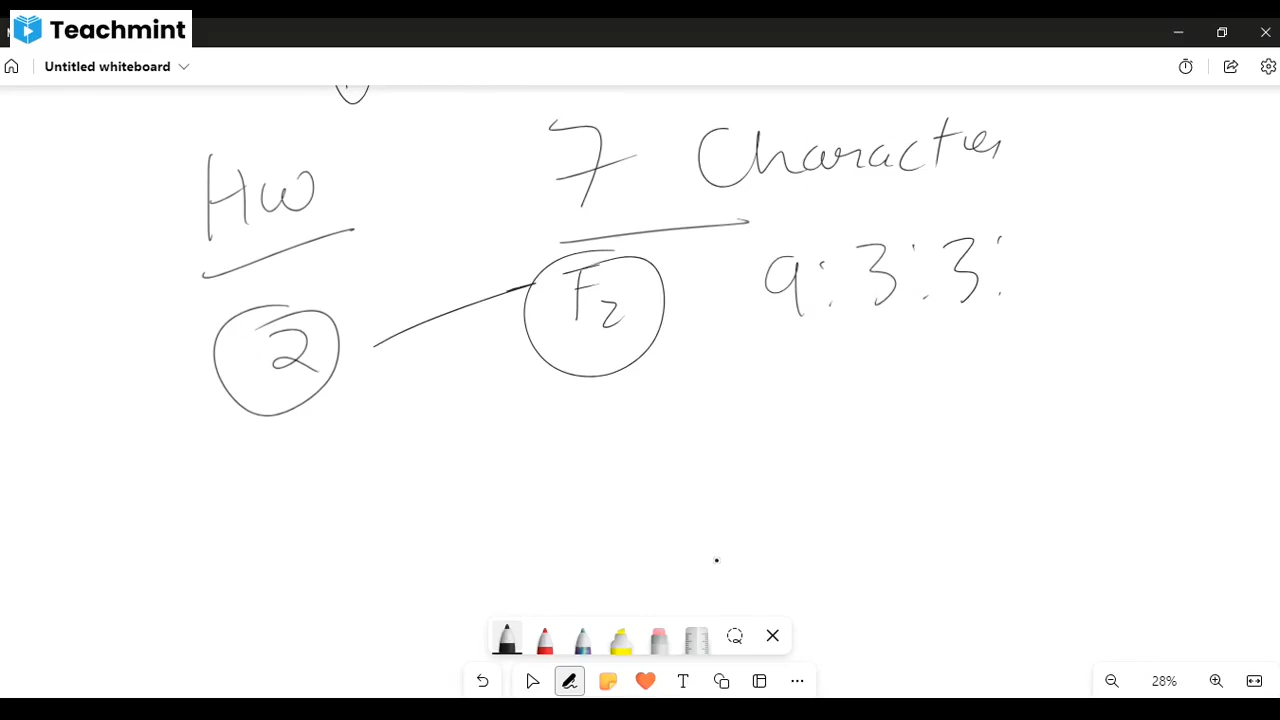 Teachmint
Untitled whiteboard
HW
7 Character
2
F2
9:3:3:
28%